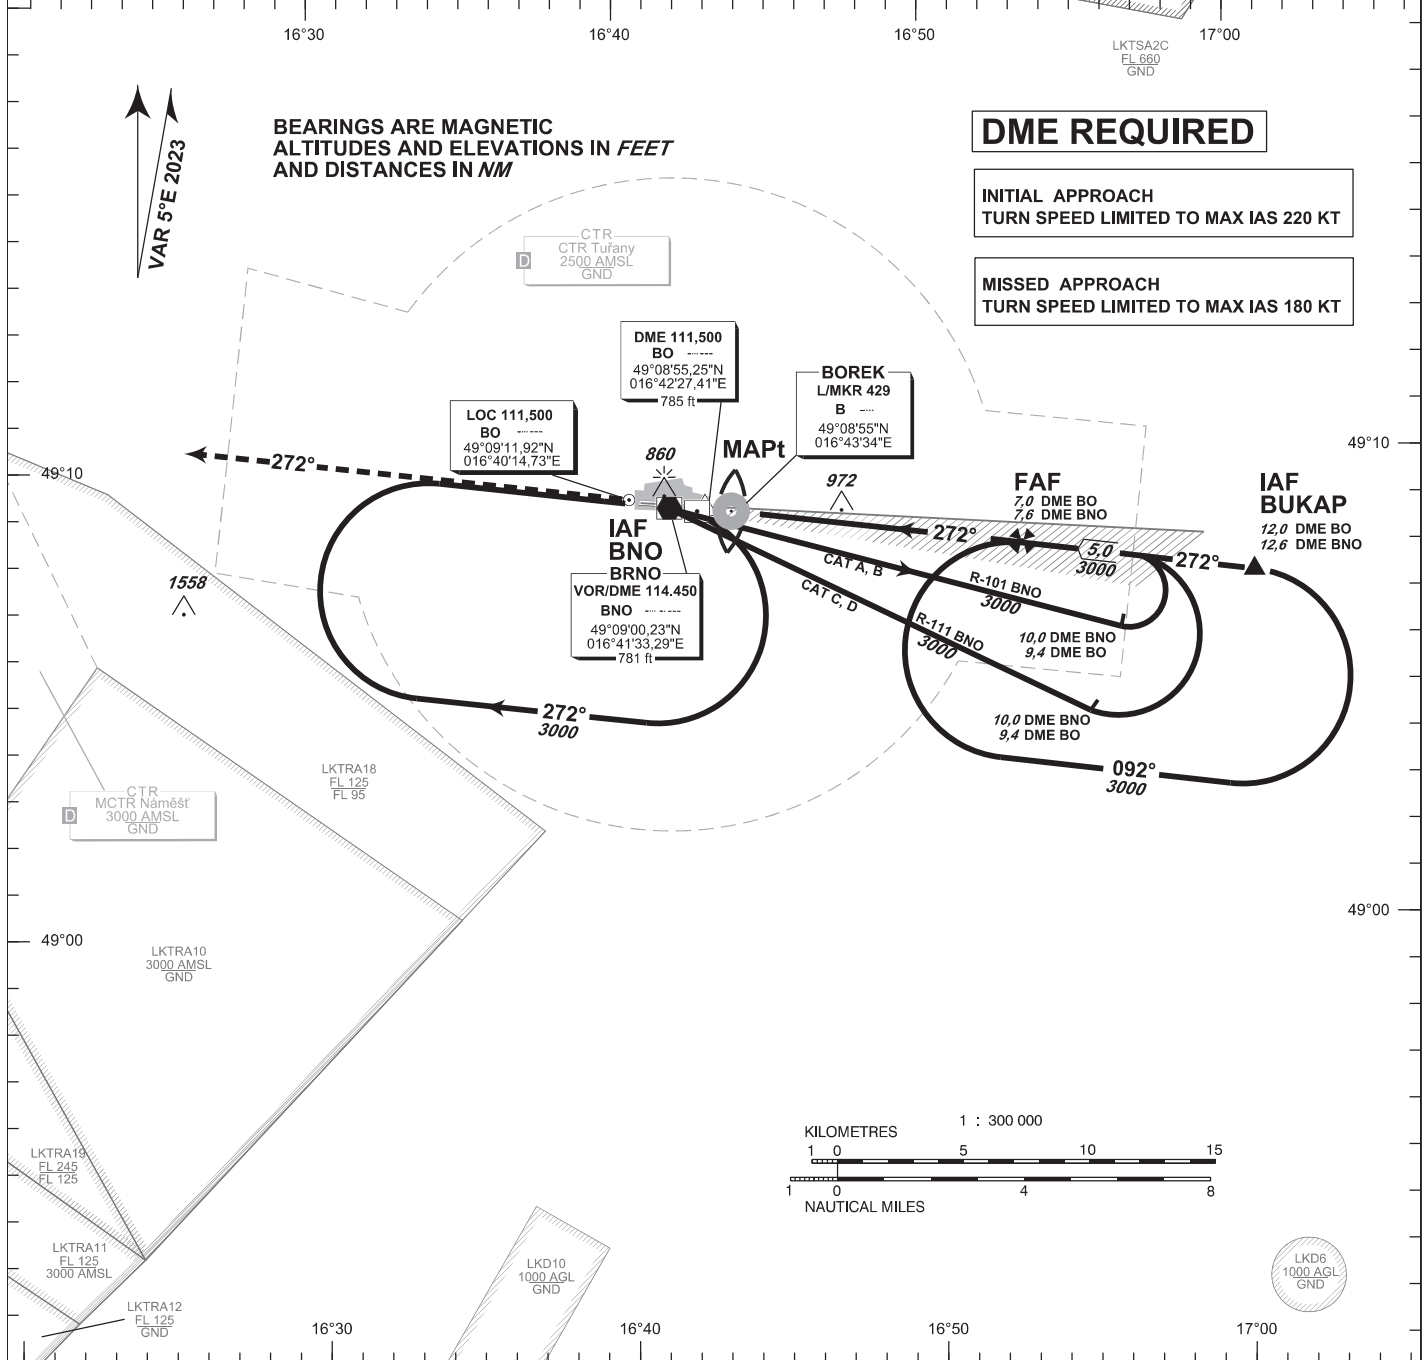 16°30'
16°40'
16°50'
17°00'
LKTSA2C
FL 660
GND
VAR 5°E 2023
BEARINGS ARE MAGNETIC
ALTITUDES AND ELEVATIONS IN FEET
AND DISTANCES IN NM
DME REQUIRED
INITIAL APPROACH
TURN SPEED LIMITED TO MAX IAS 220 KT
MISSED APPROACH
TURN SPEED LIMITED TO MAX IAS 180 KT
CTR
CTR Tuřany
D
2500 AMSL
GND
DME 111,500
BO -··· ---
49°08'55,25"N
016°42'27,41"E
785 ft
BOREK
L/MKR 429
B -···
49°08'55"N
016°43'34"E
LOC 111,500
BO -··· ---
49°09'11,92"N
016°40'14,73"E
860
MAPt
972
FAF
7,0 DME BO
7,6 DME BNO
IAF
BUKAP
12,0 DME BO
12,6 DME BNO
49°10'
49°10'
272°
272°
5,0
3000
272°
IAF
BNO
BRNO
VOR/DME 114.450
BNO -··· -· ---
49°09'00,23"N
016°41'33,29"E
781 ft
CAT A, B
CAT C, D
R-101 BNO
3000
R-111 BNO
3000
10,0 DME BNO
9,4 DME BO
10,0 DME BNO
9,4 DME BO
1558
272°
3000
092°
3000
LKTRA18
FL 125
FL 95
CTR
MCTR Náměšť
D
3000 AMSL
GND
49°00'
49°00'
LKTRA10
3000 AMSL
GND
1 : 300 000
KILOMETRES
1 0 5 10 15
1 0 4 8
NAUTICAL MILES
LKTRA19
FL 245
FL 125
LKTRA11
FL 125
3000 AMSL
LKTRA12
FL 125
GND
LKD10
1000 AGL
GND
LKD6
1000 AGL
GND
16°30'
16°40'
16°50'
17°00'